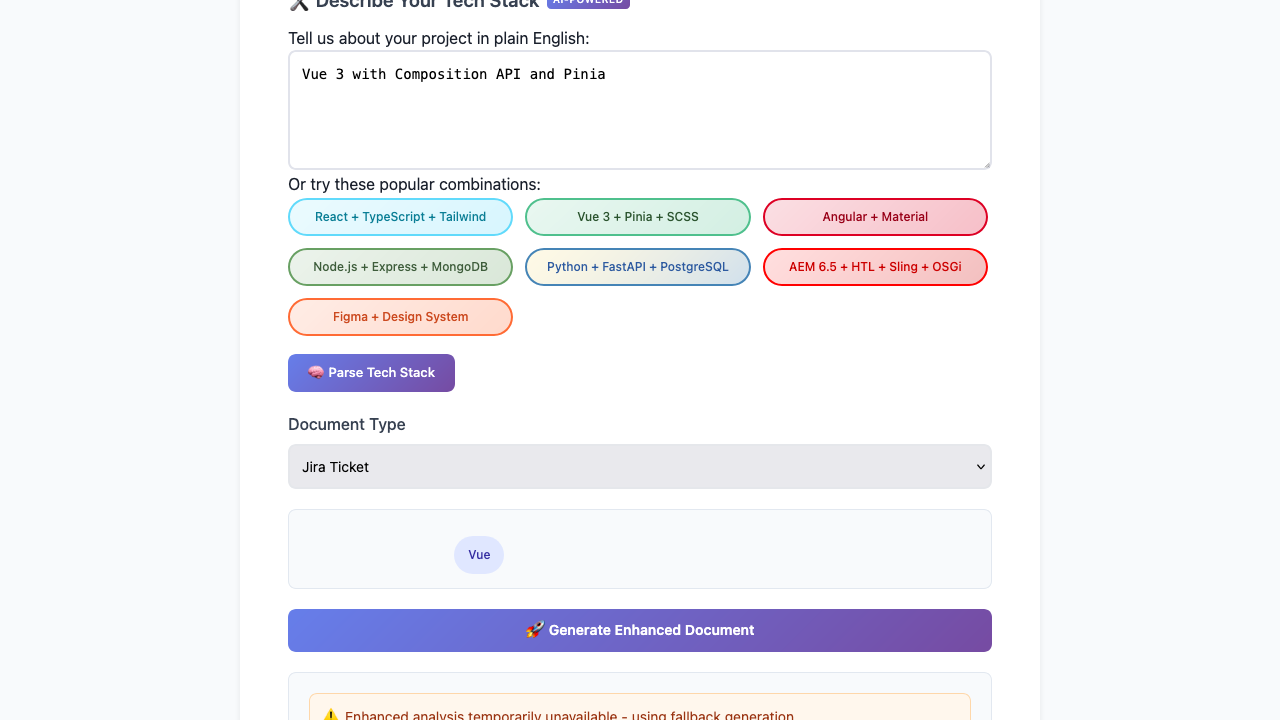 Describe Your Tech Stack AI-POWERED
Tell us about your project in plain English:
Vue 3 with Composition API and Pinia
Or try these popular combinations:
React + TypeScript + Tailwind
Vue 3 + Pinia + SCSS
Angular + Material
Node.js + Express + MongoDB
Python + FastAPI + PostgreSQL
AEM 6.5 + HTL + Sling + OSGi
Figma + Design System
🧠 Parse Tech Stack
Document Type
Jira Ticket
Vue
🚀 Generate Enhanced Document
⚠️ Enhanced analysis temporarily unavailable - using fallback generation